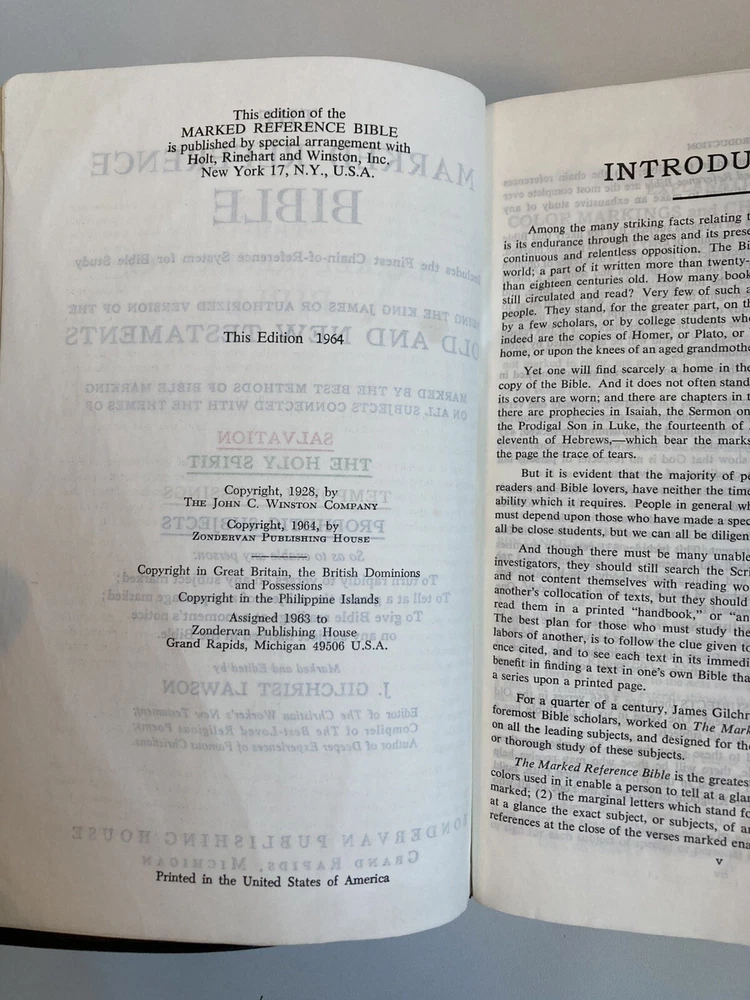 This edition of the
MARKED REFERENCE BIBLE
is published by special arrangement with
Holt, Rinehart and Winston, Inc.
New York 17, N.Y., U.S.A.
This Edition 1964
Copyright, 1928, by
THE JOHN C. WINSTON COMPANY
Copyright, 1964, by
ZONDERVAN PUBLISHING HOUSE
Copyright in Great Britain, the British Dominions
and Possessions
Copyright in the Philippine Islands
Assigned 1963 to
Zondervan Publishing House
Grand Rapids, Michigan 49506 U.S.A.
Printed in the United States of America
INTRODU
Among the many striking facts relating t
is its endurance through the ages and its prese
continuous and relentless opposition. The Bi
world; a part of it written more than twenty-
than eighteen centuries old. How many book
still circulated and read? Very few of such a
people. They stand, for the greater part, on th
by a few scholars, or by college students who
indeed are the copies of Homer, or Plato, or
home, or upon the knees of an aged grandmothe
Yet one will find scarcely a home in the
copy of the Bible. And it does not often stand
its covers are worn; and there are chapters in t
there are prophecies in Isaiah, the Sermon on
the Prodigal Son in Luke, the fourteenth of
eleventh of Hebrews,—which bear the marks
the page the trace of tears.
But it is evident that the majority of pe
readers and Bible lovers, have neither the time
ability which it requires. People in general wh
must depend upon those who have made a spec
all be close students, but we can all be diligen
And though there must be many unable
investigators, they should still search the Scri
and not content themselves with reading wo
another's collocation of texts, but they should
read them in a printed "handbook," or "an
The best plan for those who must study the
labors of another, is to follow the clue given to
ence cited, and to see each text in its immedi
benefit in finding a text in one's own Bible tha
a series upon a printed page.
For a quarter of a century, James Gilchr
foremost Bible scholars, worked on The Mark
on all the leading subjects, and designed for the
or thorough study of these subjects.
The Marked Reference Bible is the greates
colors used in it enable a person to tell at a glan
marked; (2) the marginal letters which stand fo
at a glance the exact subject, or subjects, of an
references at the close of the verses marked ena
v